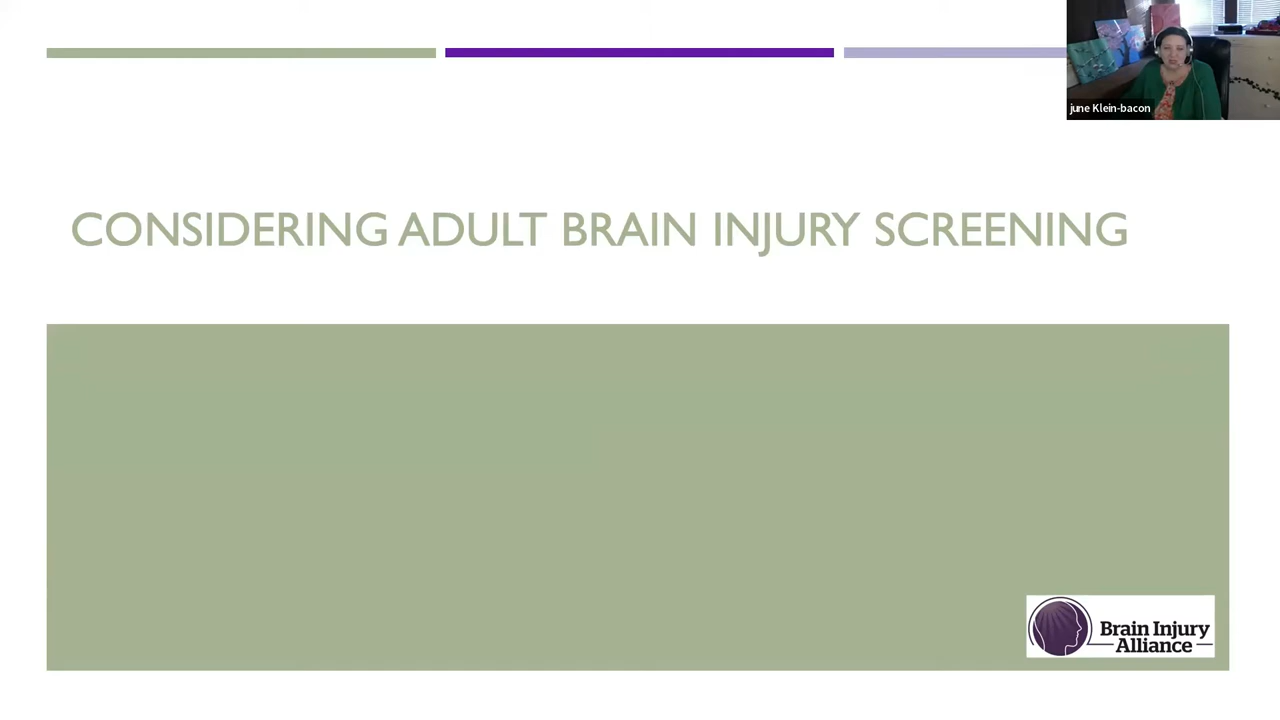 june Klein-bacon
CONSIDERING ADULT BRAIN INJURY SCREENING
Brain Injury
Alliance